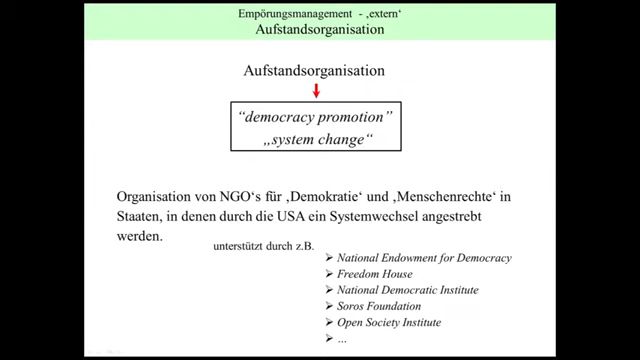 Empörungsmanagement - ‚extern‘
Aufstandsorganisation
Aufstandsorganisation
“democracy promotion”
„system change“
Organisation von NGO‘s für ‚Demokratie‘ und ‚Menschenrechte‘ in
Staaten, in denen durch die USA ein Systemwechsel angestrebt
werden.
unterstützt durch z.B.
➢ National Endowment for Democracy
➢ Freedom House
➢ National Democratic Institute
➢ Soros Foundation
➢ Open Society Institute
➢ ...